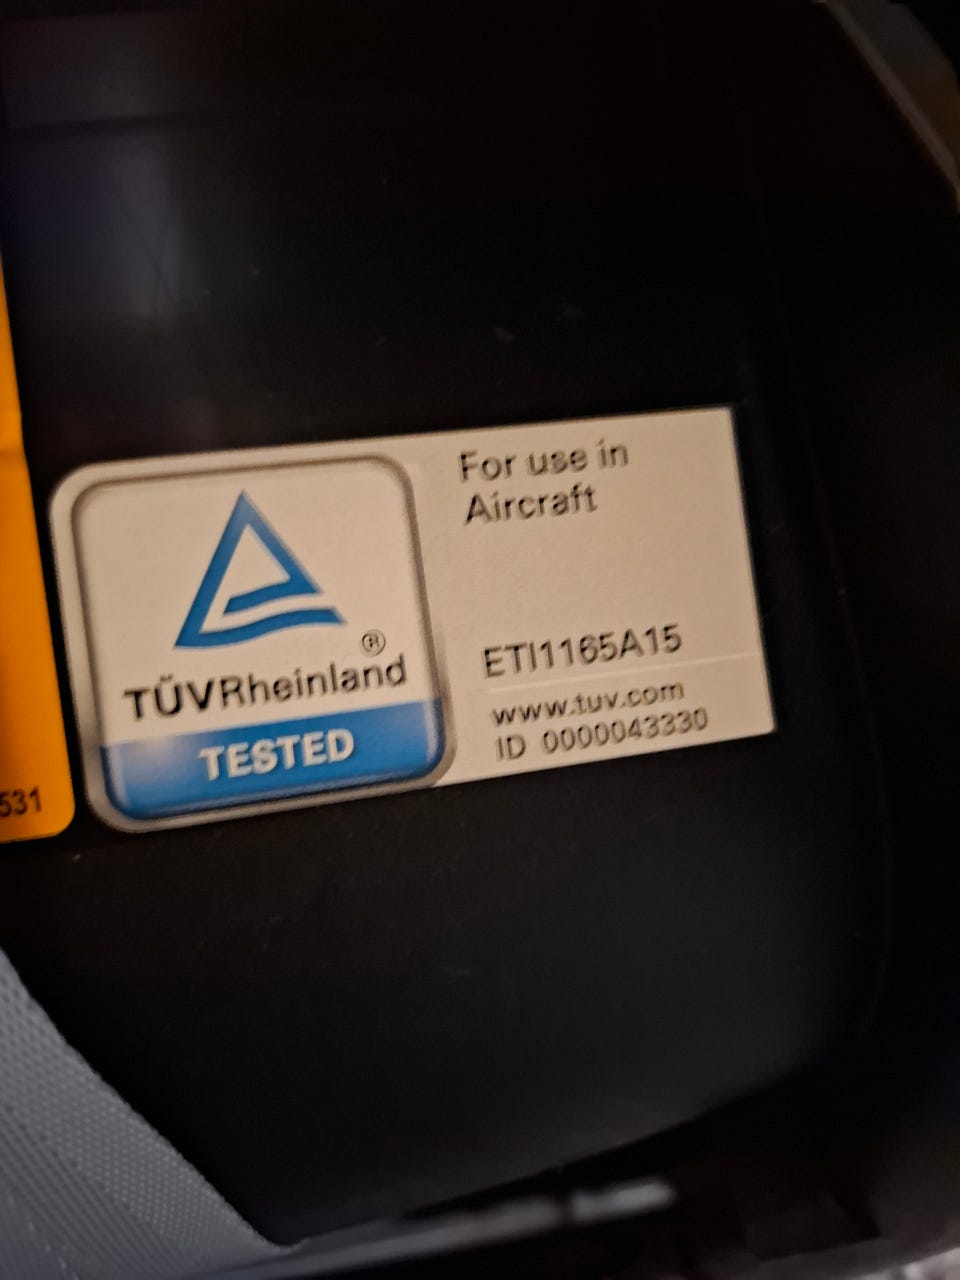 For use in
Aircraft
ETI1165A15
www.tuv.com
ID 0000043330
®
TÜVRheinland
TESTED
531